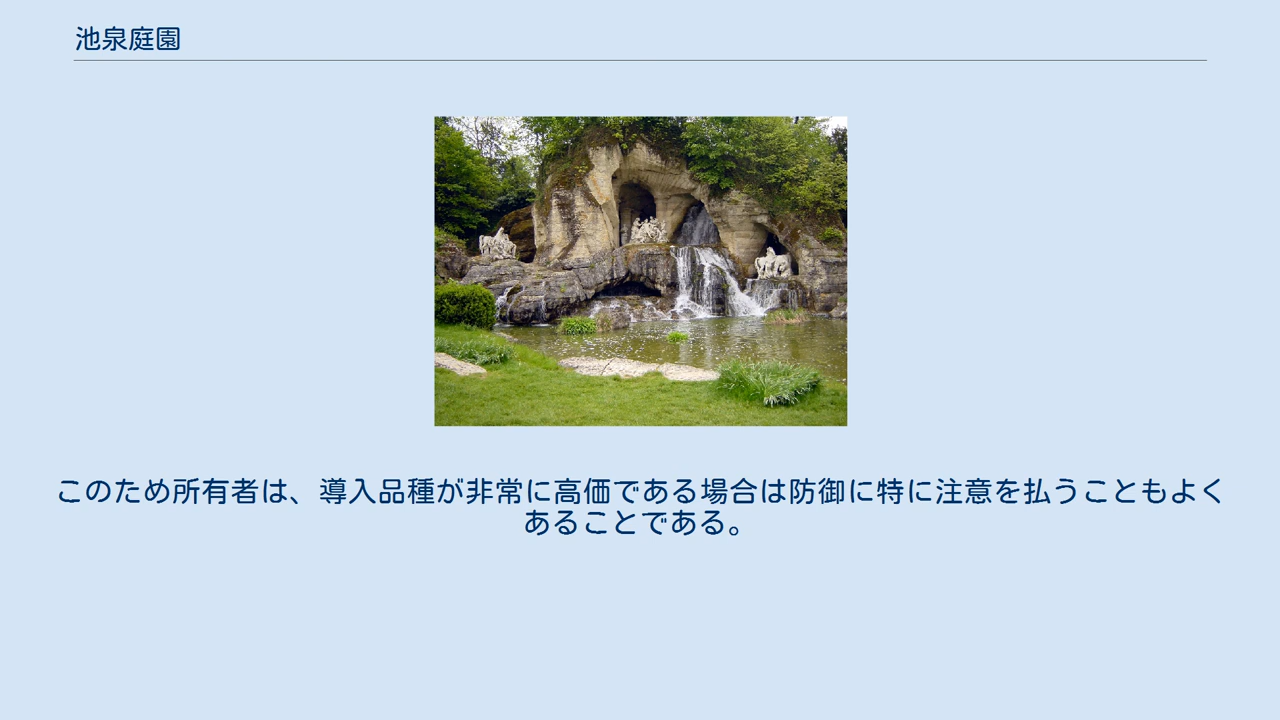 池泉庭園
このため所有者は、導入品種が非常に高価である場合は防御に特に注意を払うこともよく
あることである。